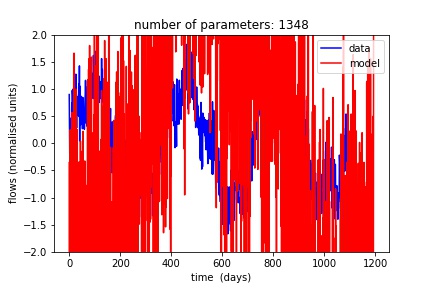 number of parameters: 1348
flows (normalised units)
2.0
1.5
1.0
0.5
0.0
−0.5
−1.0
−1.5
−2.0
data
model
0 200 400 600 800 1000 1200
time (days)